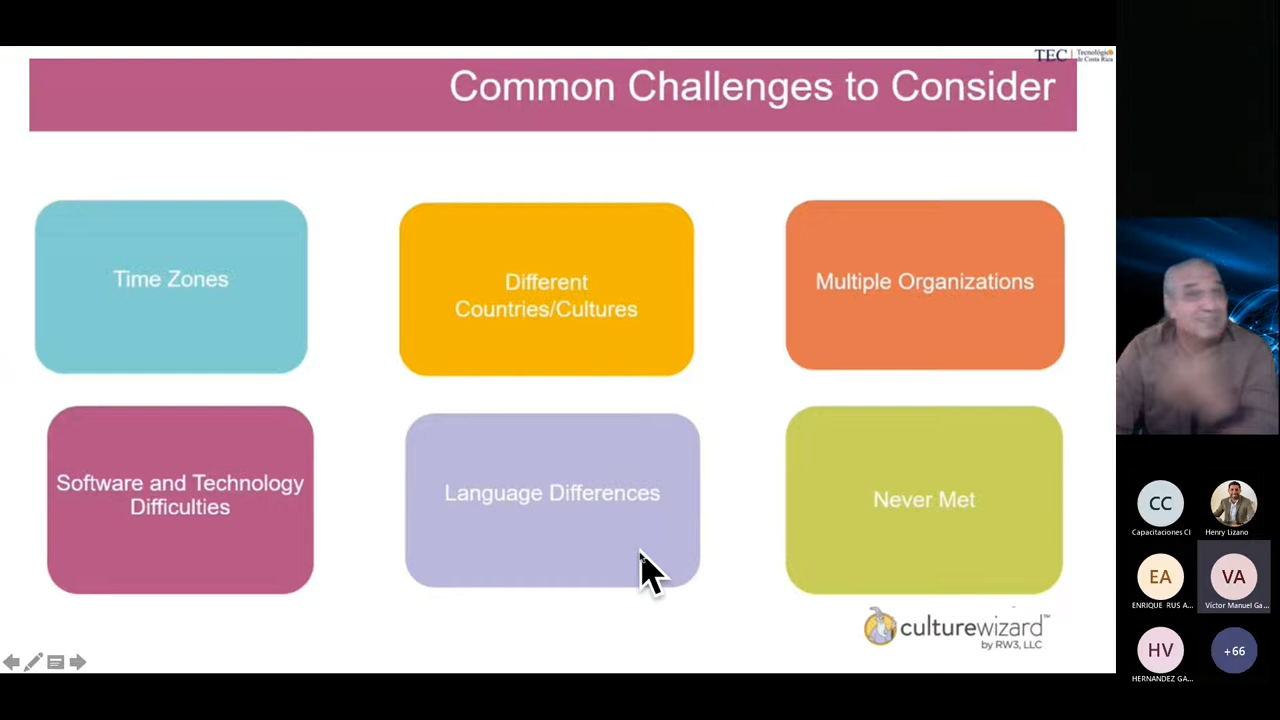 TEC | Tecnológico
de Costa Rica
Common Challenges to Consider
Time Zones
Different
Countries/Cultures
Multiple Organizations
Software and Technology
Difficulties
Language Differences
Never Met
culturewizard™
by RW3, LLC
CC
Capacitaciones CI
Henry Lizano
EA
ENRIQUE RUS A...
VA
Víctor Manuel Ga...
HV
HERNANDEZ GA...
+66